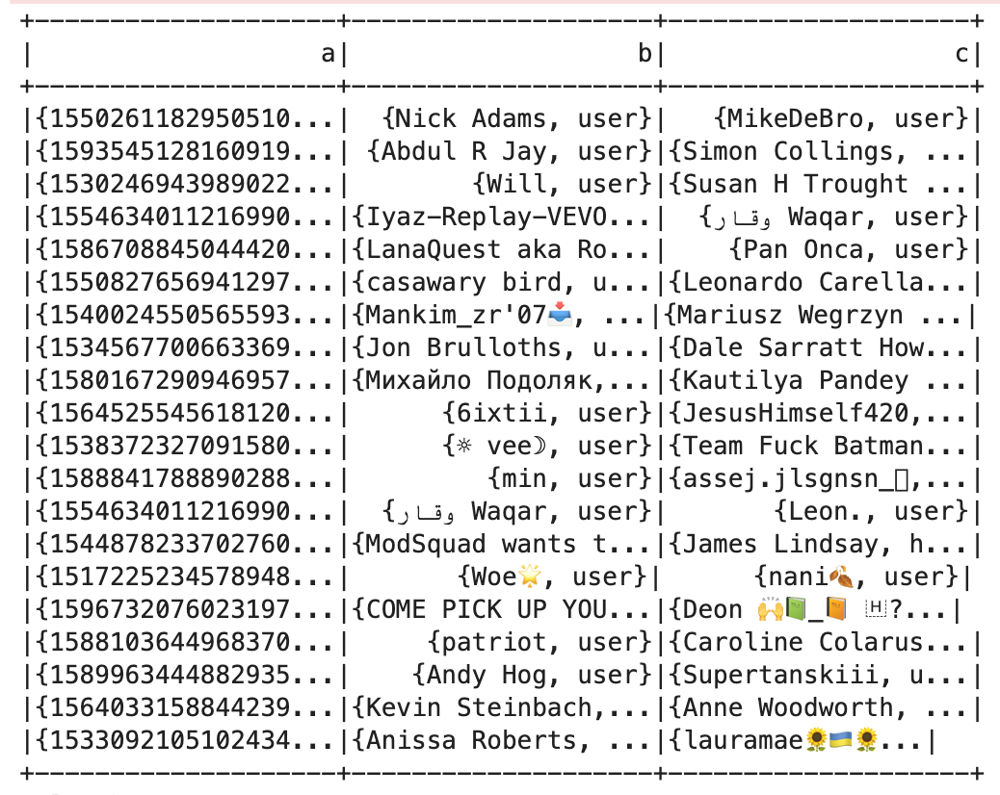 +--------------------+--------------------+--------------------+
|                   a|                   b|                   c|
+--------------------+--------------------+--------------------+
|{1550261182950510...|  {Nick Adams, user}|   {MikeDeBro, user}|
|{1593545128160919...| {Abdul R Jay, user}|{Simon Collings, ...|
|{1530246943989022...|        {Will, user}|{Susan H Trought ...|
|{1554634011216990...|{Iyaz-Replay-VEVO...|  {وقار Waqar, user}|
|{1586708845044420...|{LanaQuest aka Ro...|    {Pan Onca, user}|
|{1550827656941297...|{casawary bird, u...|{Leonardo Carella...|
|{1540024550565593...|{Mankim_zr'07📥, ...|{Mariusz Wegrzyn ...|
|{1534567700663369...|{Jon Brulloths, u...|{Dale Sarratt How...|
|{1580167290946957...|{Михайло Подоляк,...|{Kautilya Pandey ...|
|{1564525545618120...|      {6ixtii, user}|{JesusHimself420,...|
|{1538372327091580...|      {☼ vee☽, user}|{Team Fuck Batman...|
|{1588841788890288...|         {min, user}|{assej.jlsgnsn_▯,...|
|{1554634011216990...|  {وقار Waqar, user}|       {Leon., user}|
|{1544878233702760...|{ModSquad wants t...|{James Lindsay, h...|
|{1517225234578948...|        {Woe🌟, user}|       {nani🍂, user}|
|{1596732076023197...|{COME PICK UP YOU...|{Deon 🙌📗_📙 🄷?...|
|{1588103644968370...|     {patriot, user}|{Caroline Colarus...|
|{1589963444882935...|    {Andy Hog, user}|{Supertanskiii, u...|
|{1564033158844239...|{Kevin Steinbach,...|{Anne Woodworth, ...|
|{1533092105102434...|{Anissa Roberts, ...|{lauramae🌻🇺🇦🌻...|
+--------------------+--------------------+--------------------+